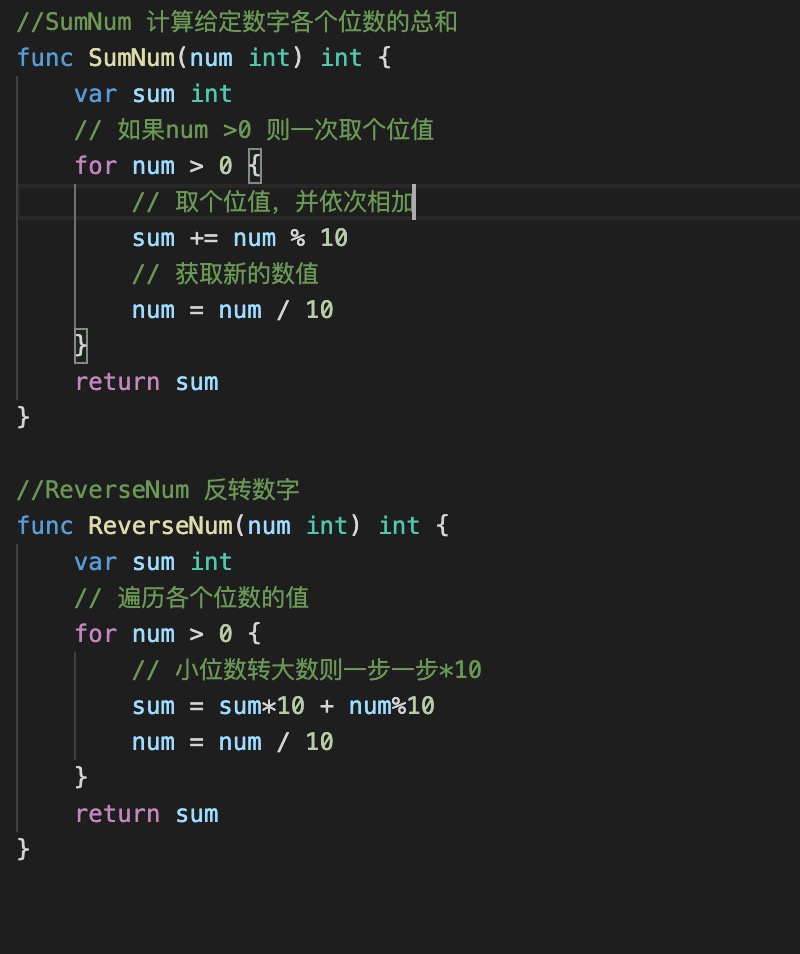 //SumNum 计算给定数字各个位数的总和
func SumNum(num int) int {
    var sum int
    // 如果num >0 则一次取个位值
    for num > 0 {
        // 取个位值，并依次相加
        sum += num % 10
        // 获取新的数值
        num = num / 10
    }
    return sum
}

//ReverseNum 反转数字
func ReverseNum(num int) int {
    var sum int
    // 遍历各个位数的值
    for num > 0 {
        // 小位数转大数则一步一步*10
        sum = sum*10 + num%10
        num = num / 10
    }
    return sum
}